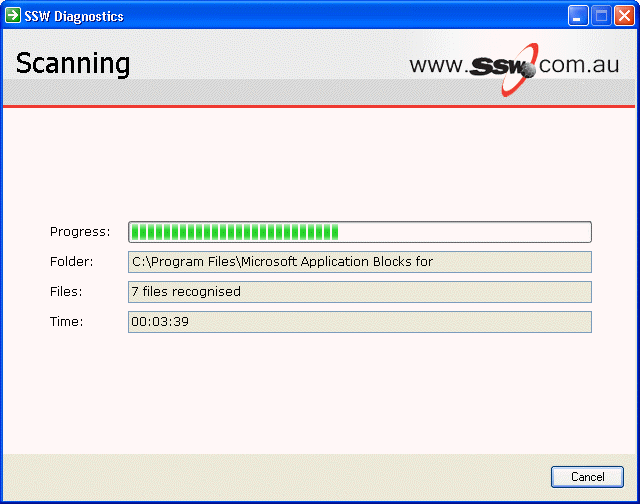 SSW Diagnostics
Scanning
www.SSW.com.au
Progress:
Folder: C:\Program Files\Microsoft Application Blocks for
Files: 7 files recognised
Time: 00:03:39
Cancel